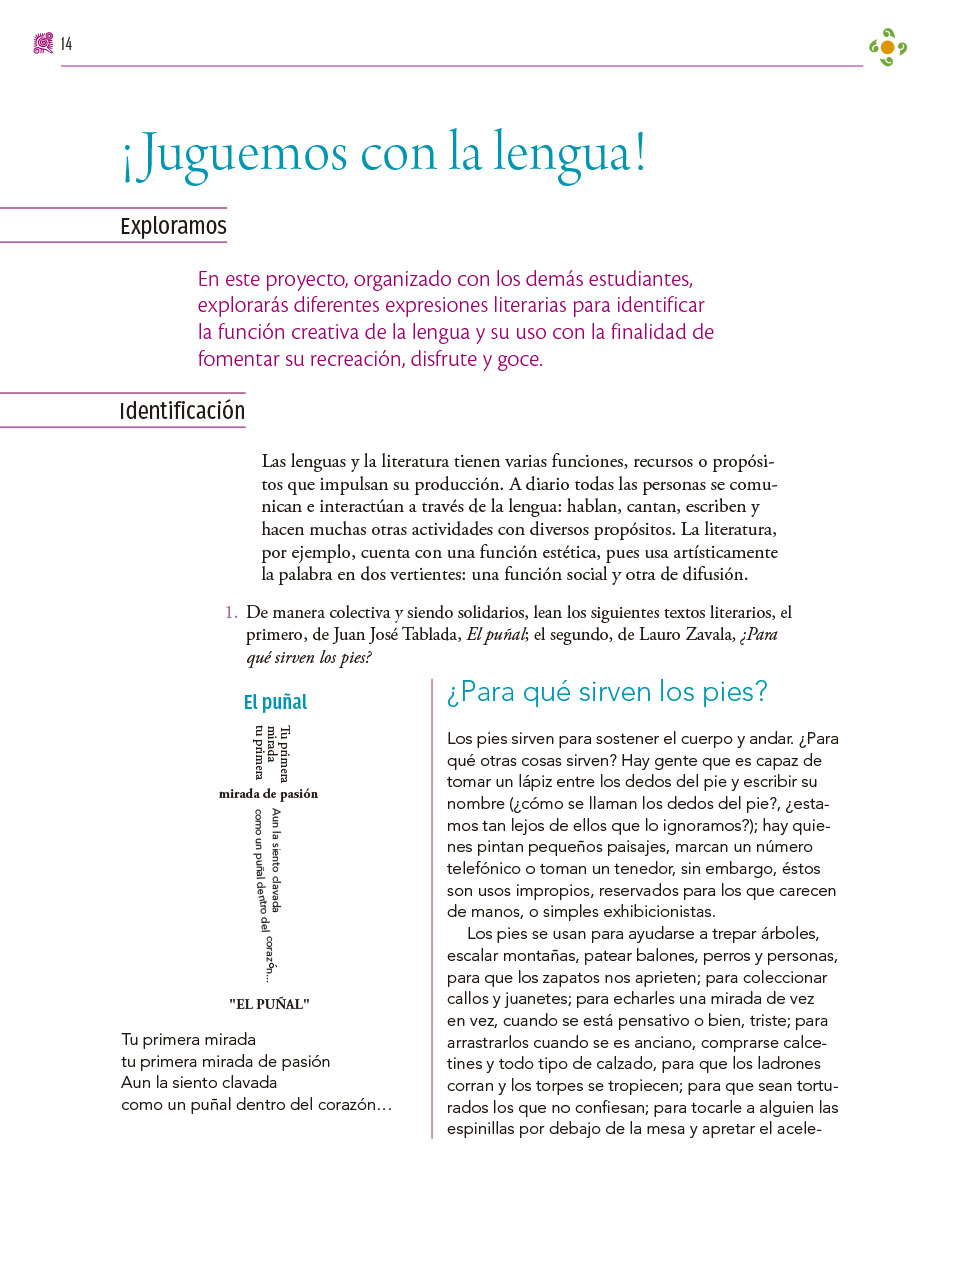 14
¡Juguemos con la lengua!
Exploramos
En este proyecto, organizado con los demás estudiantes,
explorarás diferentes expresiones literarias para identificar
la función creativa de la lengua y su uso con la finalidad de
fomentar su recreación, disfrute y goce.
Identificación
Las lenguas y la literatura tienen varias funciones, recursos o propósi-
tos que impulsan su producción. A diario todas las personas se comu-
nican e interactúan a través de la lengua: hablan, cantan, escriben y
hacen muchas otras actividades con diversos propósitos. La literatura,
por ejemplo, cuenta con una función estética, pues usa artísticamente
la palabra en dos vertientes: una función social y otra de difusión.
1. De manera colectiva y siendo solidarios, lean los siguientes textos literarios, el
primero, de Juan José Tablada, El puñal; el segundo, de Lauro Zavala, ¿Para
qué sirven los pies?
El puñal
Tu primera
mirada
tu primera
mirada de pasión
Aun la siento clavada
como un puñal dentro del
corazón...
"EL PUÑAL"
Tu primera mirada
tu primera mirada de pasión
Aun la siento clavada
como un puñal dentro del corazón...
¿Para qué sirven los pies?
Los pies sirven para sostener el cuerpo y andar. ¿Para
qué otras cosas sirven? Hay gente que es capaz de
tomar un lápiz entre los dedos del pie y escribir su
nombre (¿cómo se llaman los dedos del pie?, ¿esta-
mos tan lejos de ellos que lo ignoramos?); hay quie-
nes pintan pequeños paisajes, marcan un número
telefónico o toman un tenedor, sin embargo, éstos
son usos impropios, reservados para los que carecen
de manos, o simples exhibicionistas.
Los pies se usan para ayudarse a trepar árboles,
escalar montañas, patear balones, perros y personas,
para que los zapatos nos aprieten; para coleccionar
callos y juanetes; para echarles una mirada de vez
en vez, cuando se está pensativo o bien, triste; para
arrastrarlos cuando se es anciano, comprarse calce-
tines y todo tipo de calzado, para que los ladrones
corran y los torpes se tropiecen; para que sean tortu-
rados los que no confiesan; para tocarle a alguien las
espinillas por debajo de la mesa y apretar el acele-